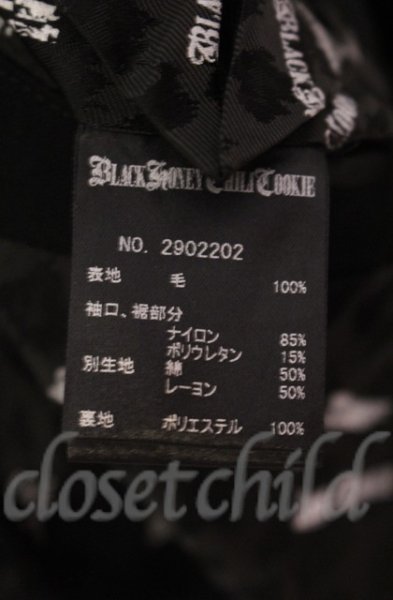 BLACK HONEY CHILI COOKIE
NO. 2902202
表地 毛 100%
袖口、裾部分
ナイロン 85%
ポリウレタン 15%
別生地 綿 50%
レーヨン 50%
裏地 ポリエステル 100%
closetchild